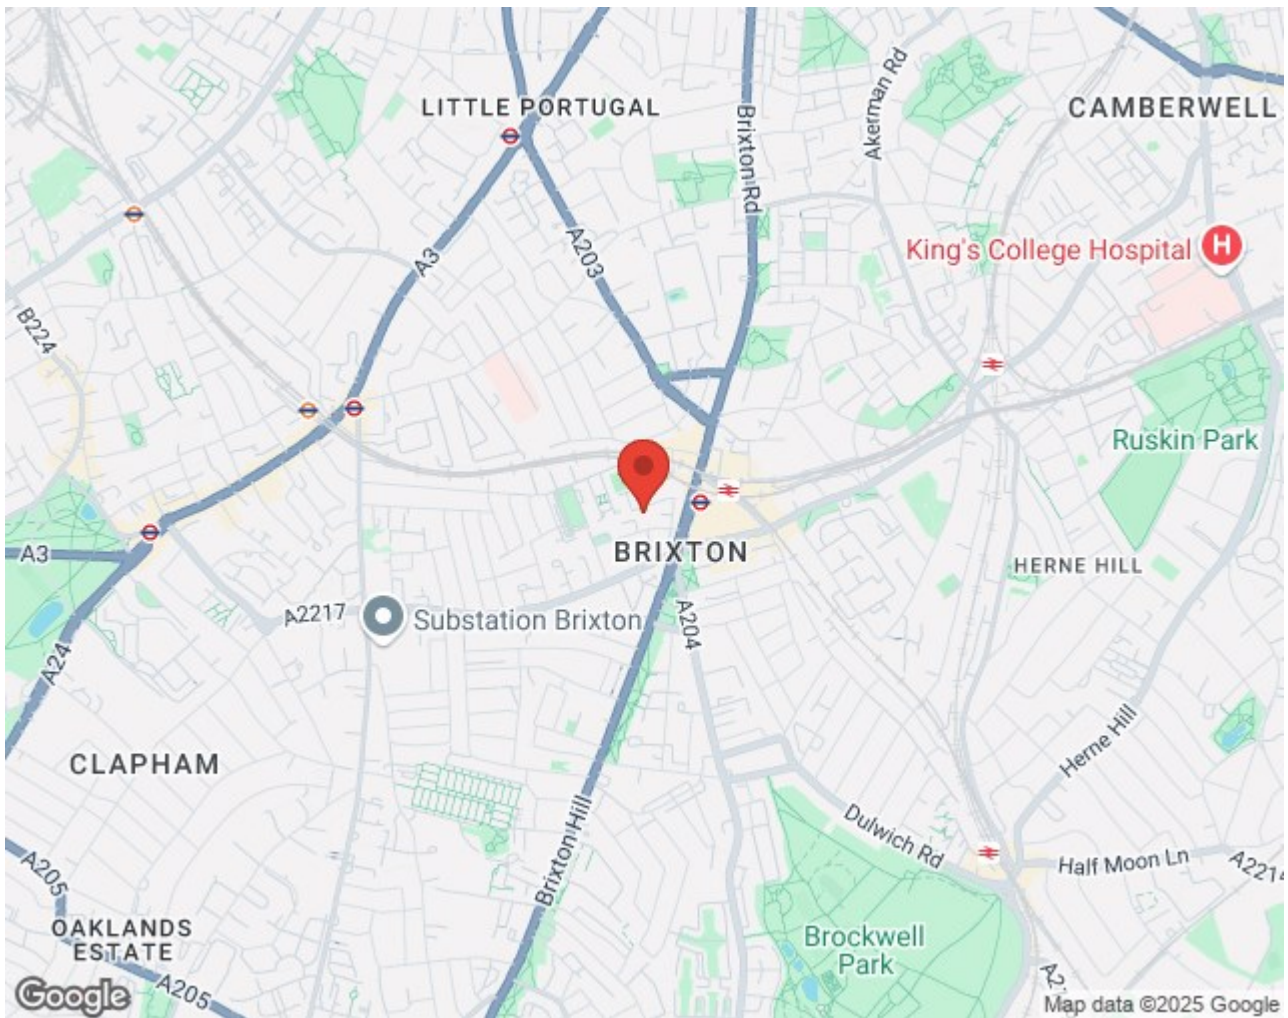 LITTLE PORTUGAL
CAMBERWELL
Akerman Rd
Brixton Rd
A3
A203
King's College Hospital
H
B224
Ruskin Park
A3
BRIXTON
HERNE HILL
A2217
Substation Brixton
A204
A24
CLAPHAM
Herne Hill
Brixton Hill
Dulwich Rd
Half Moon Ln
A2214
A205
OAKLANDS
ESTATE
Brockwell
Park
A205
Google
Map data ©2025 Google